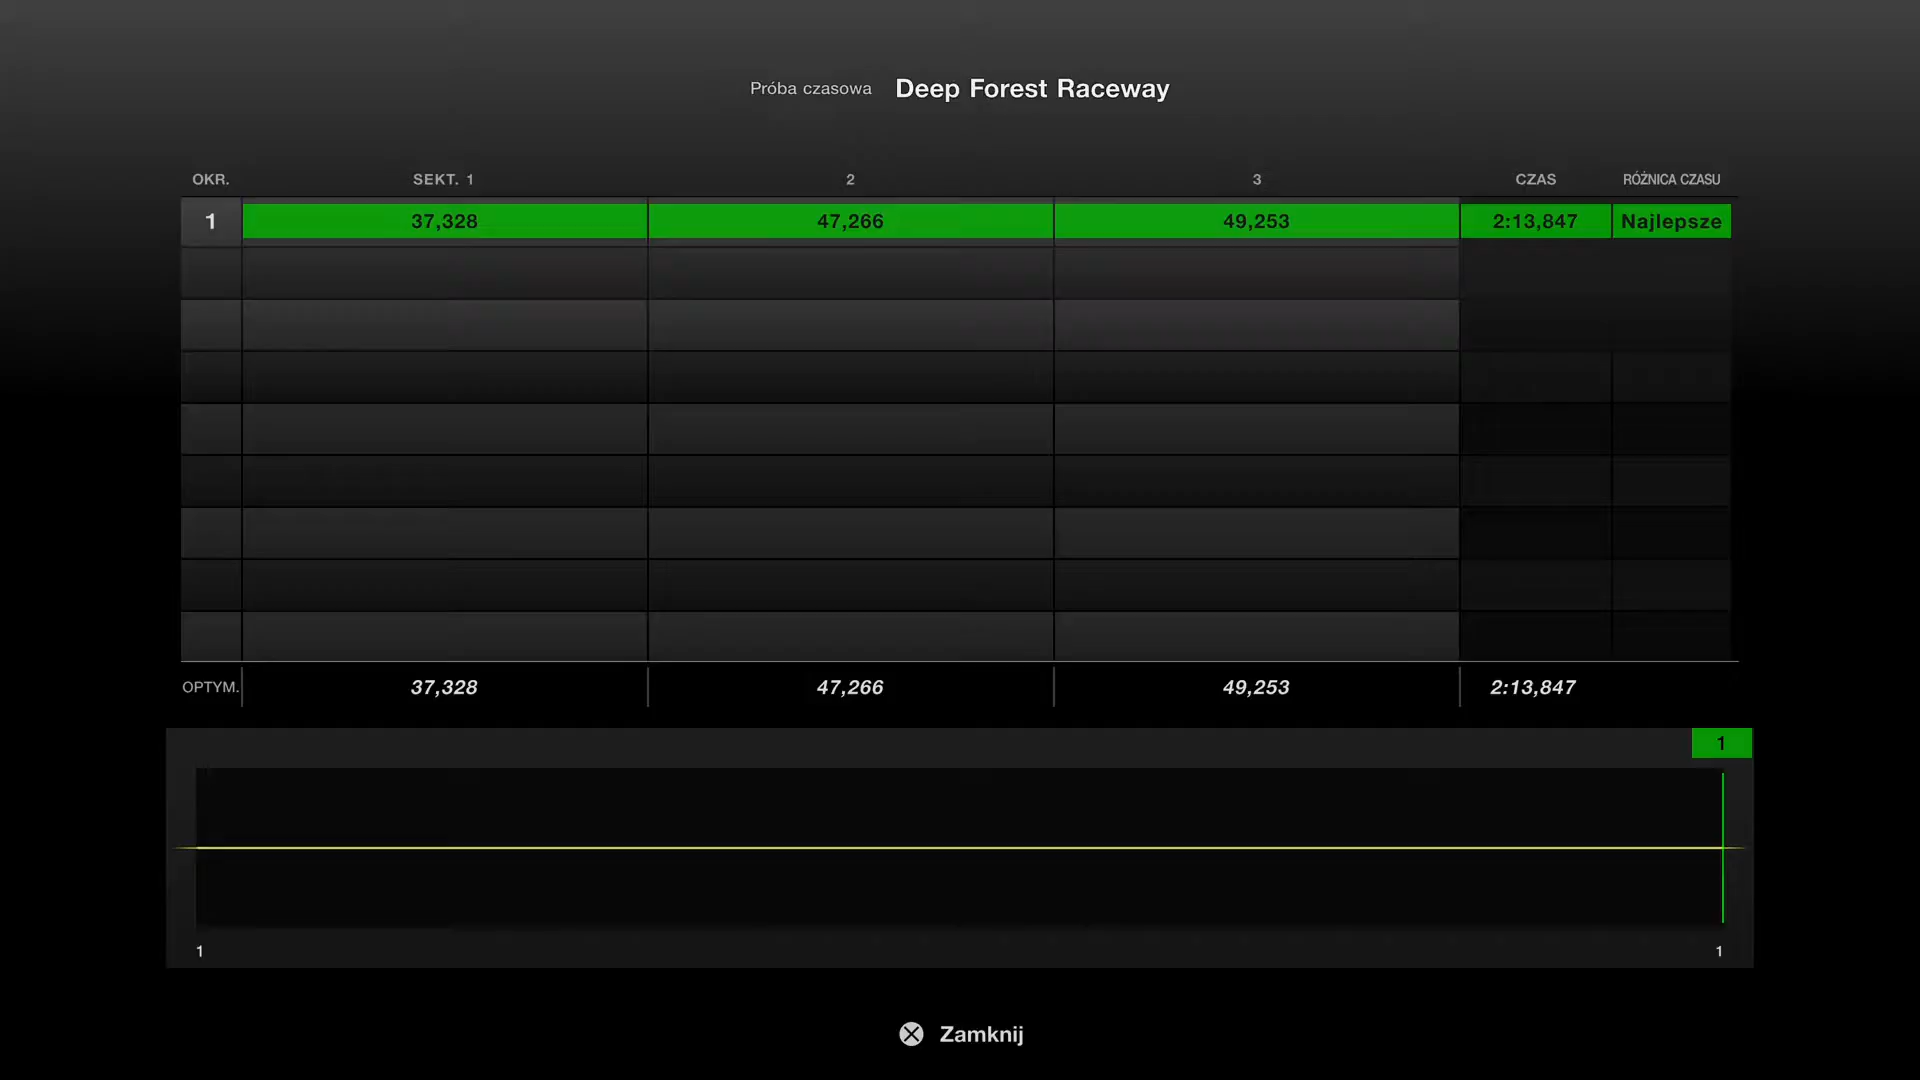 Próba czasowa Deep Forest Raceway
OKR. SEKT. 1 2 3 CZAS RÓŻNICA CZASU
1 37,328 47,266 49,253 2:13,847 Najlepsze
OPTYM. 37,328 47,266 49,253 2:13,847
1
1 1
Zamknij